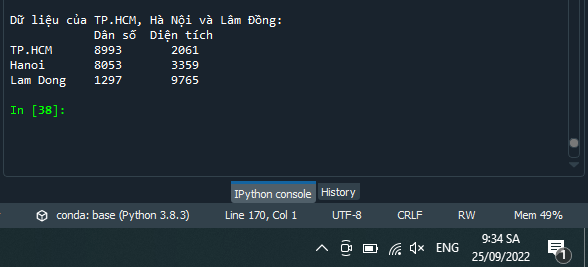 Dữ liệu của TP.HCM, Hà Nội và Lâm Đồng:
Dân số Diện tích
TP.HCM 8993 2061
Hanoi 8053 3359
Lam Dong 1297 9765
In [38]:
IPython console History
conda: base (Python 3.8.3) Line 170, Col 1 UTF-8 CRLF RW Mem 49%
ENG 9:34 SA
25/09/2022 1